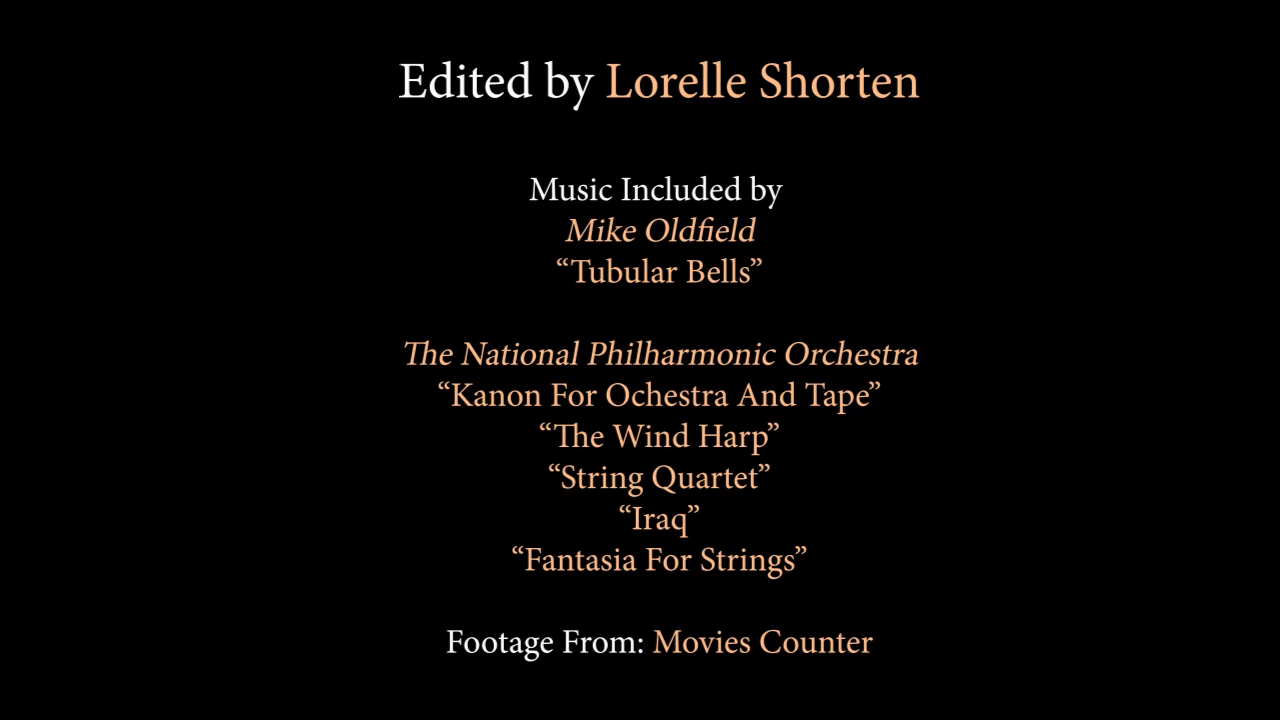 Edited by Lorelle Shorten
Music Included by
Mike Oldfield
“Tubular Bells”
The National Philharmonic Orchestra
“Kanon For Ochestra And Tape”
“The Wind Harp”
“String Quartet”
“Iraq”
“Fantasia For Strings”
Footage From: Movies Counter